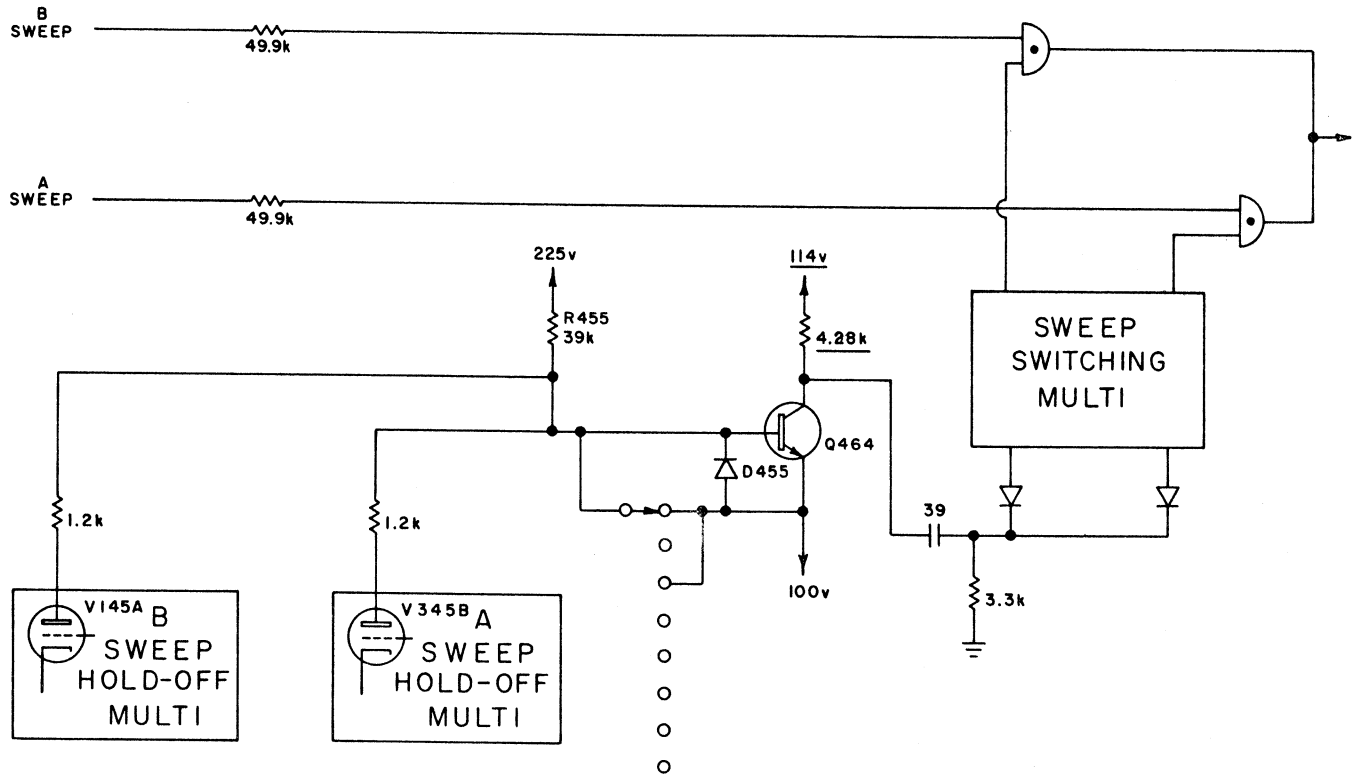 B
SWEEP
49.9k
A
SWEEP
49.9k
225v
R455
39k
114v
4.28k
SWEEP
SWITCHING
MULTI
Q464
D455
1.2k
1.2k
39
100v
3.3k
V145A B
SWEEP
HOLD-OFF
MULTI
V345B A
SWEEP
HOLD-OFF
MULTI